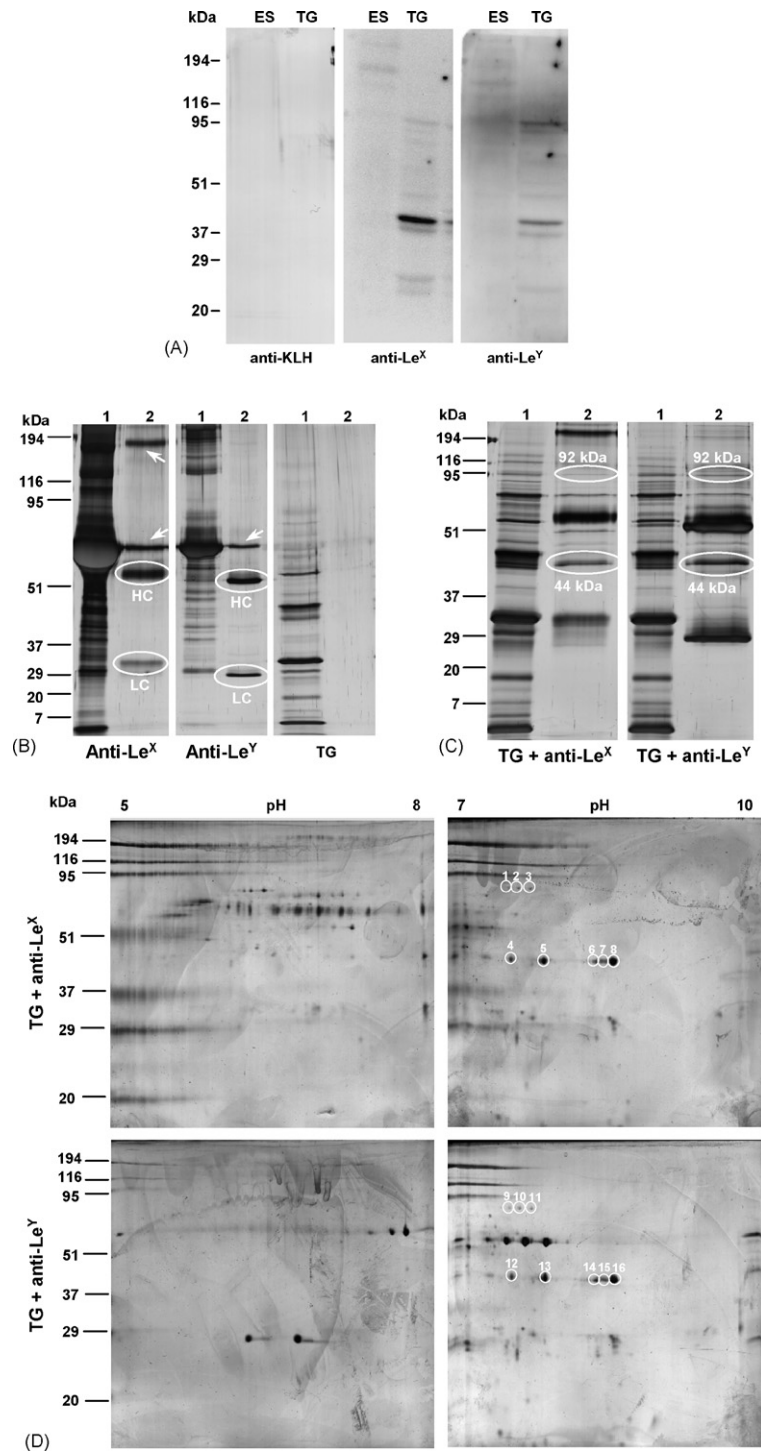 kDa ES TG ES TG ES TG
194
116
95
51
37
29
20
(A)
anti-KLH anti-Leˣ anti-Leʸ
kDa 1 2 1 2 1 2
194
116
95
51
37
29
20
7
HC HC
LC LC
(B)
Anti-Leˣ Anti-Leʸ TG
kDa 1 2 1 2
194
116
95
51
37
29
20
7
92 kDa 92 kDa
44 kDa 44 kDa
(C)
TG + anti-Leˣ TG + anti-Leʸ
kDa 5 pH 8 7 pH 10
TG + anti-Leˣ
194
116
95
51
37
29
20
1 2 3
4 5 6 7 8
TG + anti-Leʸ
194
116
95
51
37
29
20
9 10 11
12 13 14 15 16
(D)